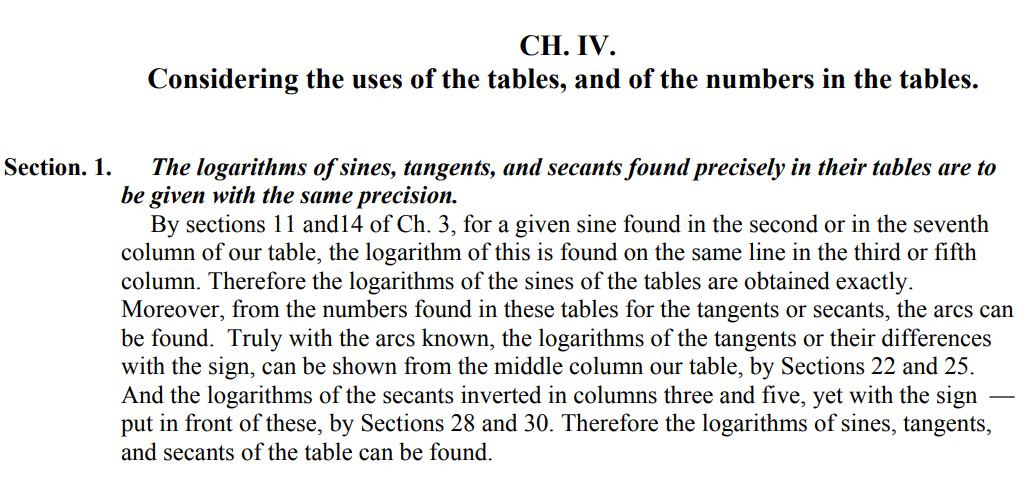 CH. IV.
Considering the uses of the tables, and of the numbers in the tables.
Section. 1. The logarithms of sines, tangents, and secants found precisely in their tables are to
be given with the same precision.
By sections 11 and14 of Ch. 3, for a given sine found in the second or in the seventh
column of our table, the logarithm of this is found on the same line in the third or fifth
column. Therefore the logarithms of the sines of the tables are obtained exactly.
Moreover, from the numbers found in these tables for the tangents or secants, the arcs can
be found.  Truly with the arcs known, the logarithms of the tangents or their differences
with the sign, can be shown from the middle column our table, by Sections 22 and 25.
And the logarithms of the secants inverted in columns three and five, yet with the sign —
put in front of these, by Sections 28 and 30. Therefore the logarithms of sines, tangents,
and secants of the table can be found.